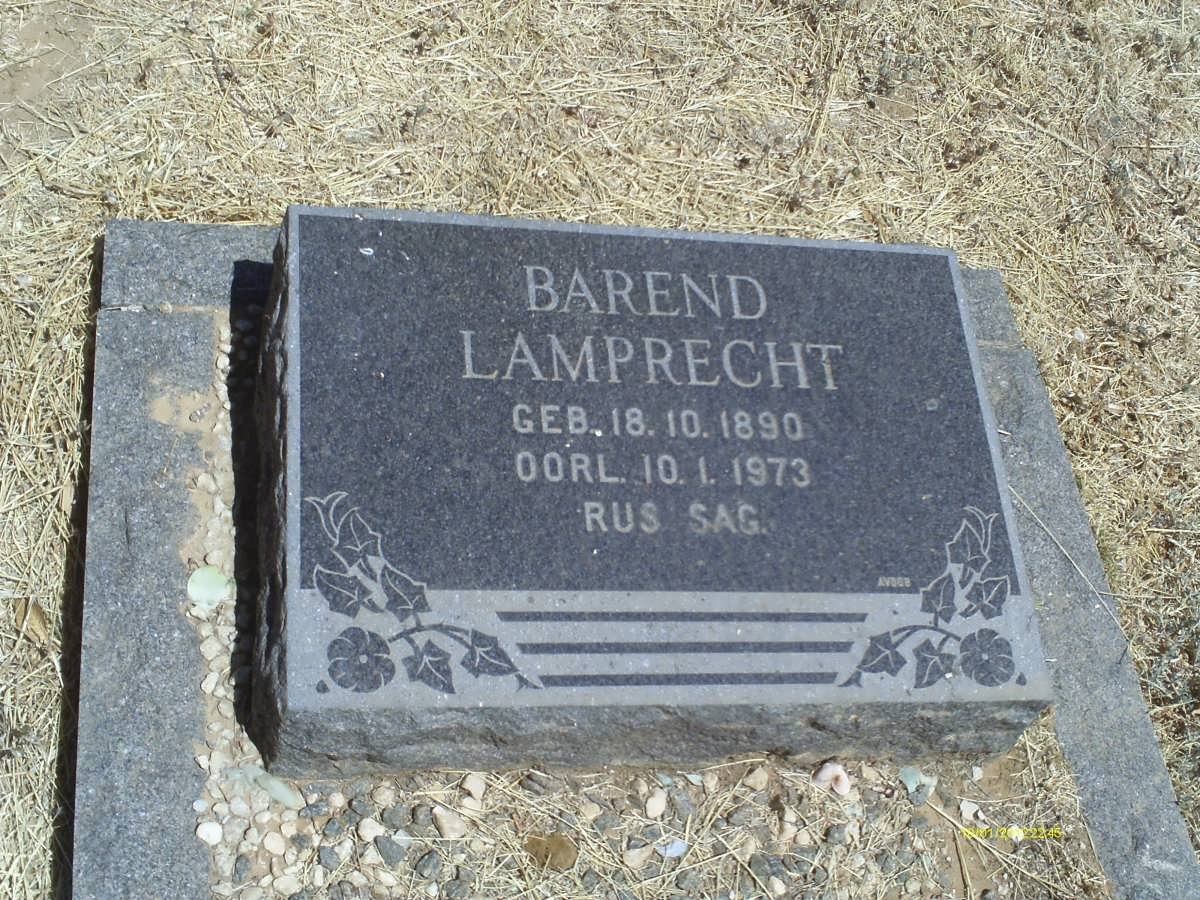 BAREND
LAMPRECHT
GEB. 18. 10. 1890
OORL. 10. 1. 1973
RUS SAG.